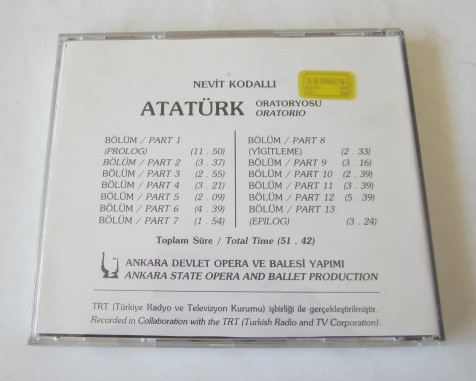 NEVİT KODALLI
ATATÜRK ORATORYOSU
ORATORIO
BÖLÜM / PART 1
(PROLOG) (11 . 50)
BÖLÜM / PART 2 (3 . 37)
BÖLÜM / PART 3 (2 . 55)
BÖLÜM / PART 4 (3 . 21)
BÖLÜM / PART 5 (2 . 09)
BÖLÜM / PART 6 (4 . 39)
BÖLÜM / PART 7 (1 . 54)
BÖLÜM / PART 8
(YİGİTLEME) (2 . 33)
BÖLÜM / PART 9 (3 . 16)
BÖLÜM / PART 10 (2 . 39)
BÖLÜM / PART 11 (3 . 39)
BÖLÜM / PART 12 (5 . 39)
BÖLÜM / PART 13
(EPILOG) (3 . 24)
Toplam Süre / Total Time (51 . 42)
ANKARA DEVLET OPERA VE BALESİ YAPIMI
ANKARA STATE OPERA AND BALLET PRODUCTION
TRT (Türkiye Radyo ve Televizyon Kurumu) işbirliği ile gerçekleştirilmiştir.
Recorded in Collaboration with the TRT (Turkish Radio and TV Corporation).